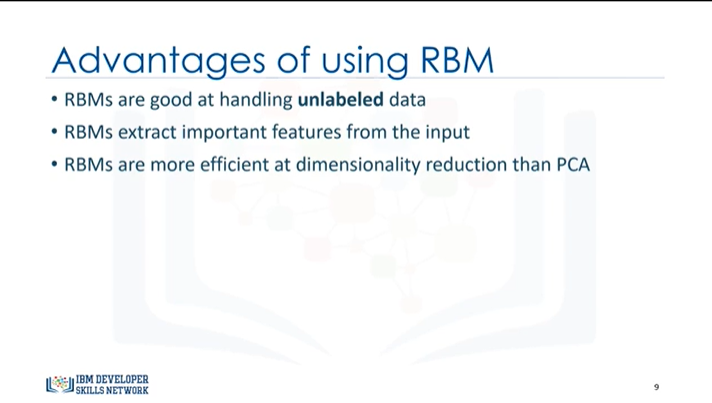 Advantages of using RBM
• RBMs are good at handling unlabeled data
• RBMs extract important features from the input
• RBMs are more efficient at dimensionality reduction than PCA
IBM DEVELOPER
SKILLS NETWORK
9